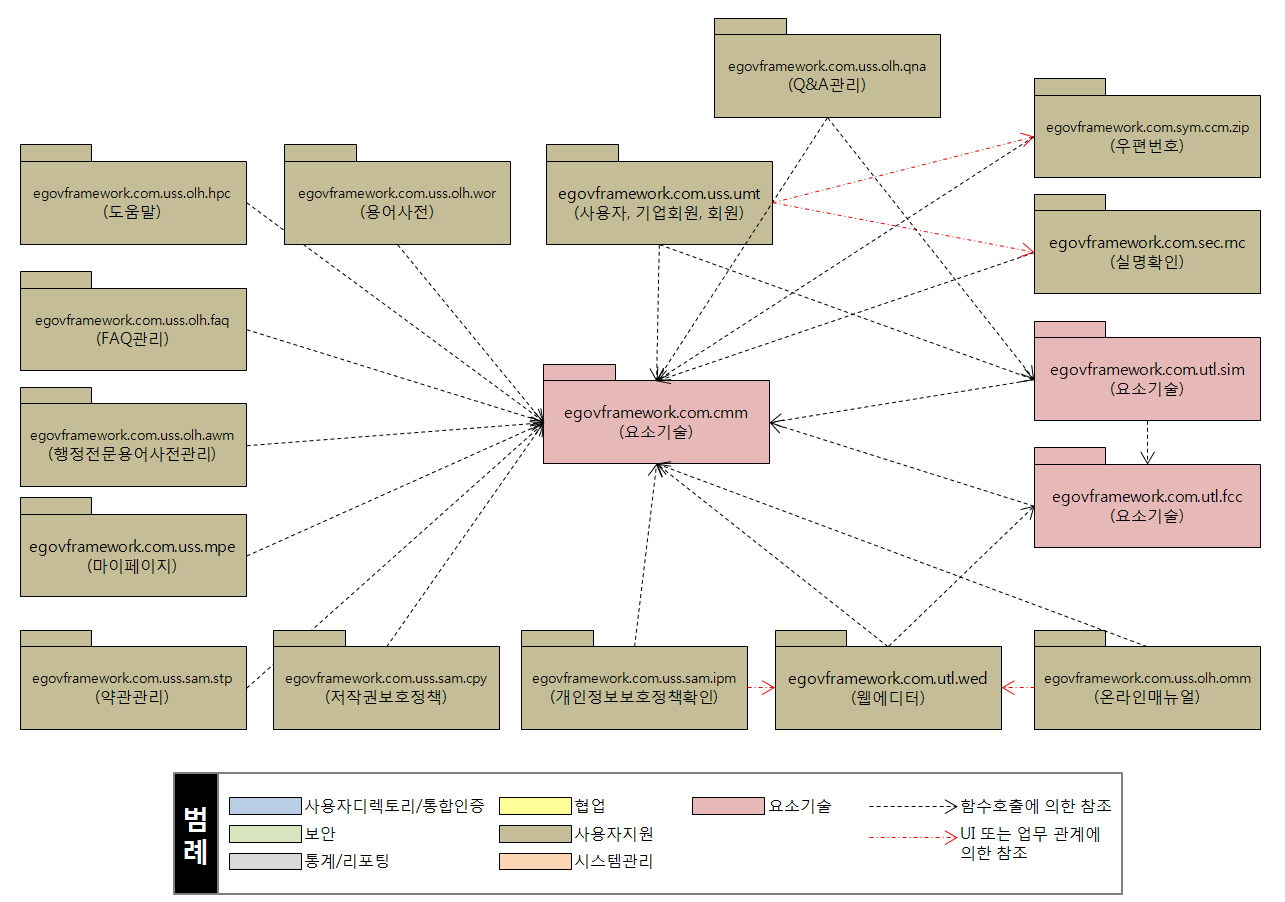 egovframework.com.uss.olh.qna
(Q&A관리)
egovframework.com.sym.ccm.zip
(우편번호)
egovframework.com.uss.olh.hpc
(도움말)
egovframework.com.uss.olh.wor
(용어사전)
egovframework.com.uss.umt
(사용자, 기업회원, 회원)
egovframework.com.sec.rnc
(실명확인)
egovframework.com.uss.olh.faq
(FAQ관리)
egovframework.com.utl.sim
(요소기술)
egovframework.com.cmm
(요소기술)
egovframework.com.uss.olh.awm
(행정전문용어사전관리)
egovframework.com.utl.fcc
(요소기술)
egovframework.com.uss.mpe
(마이페이지)
egovframework.com.uss.sam.stp
(약관관리)
egovframework.com.uss.sam.cpy
(저작권보호정책)
egovframework.com.uss.sam.ipm
(개인정보보호정책확인)
egovframework.com.utl.wed
(웹에디터)
egovframework.com.uss.olh.omm
(온라인매뉴얼)
범
례
사용자디렉토리/통합인증
협업
요소기술
함수호출에 의한 참조
보안
사용자지원
UI 또는 업무 관계에
의한 참조
통계/리포팅
시스템관리